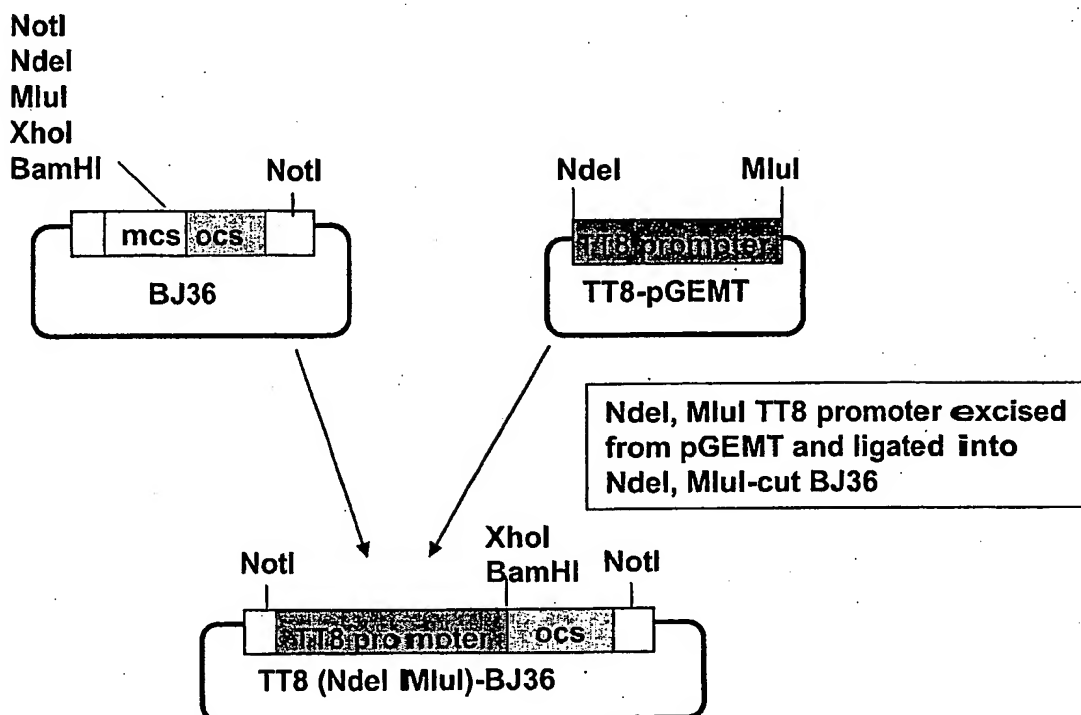 NotI
NdeI
MluI
XhoI
BamHI
NotI
mcs ocs
BJ36
NdeI MluI
TT8 promoter
TT8-pGEMT
NdeI, MluI TT8 promoter excised
from pGEMT and ligated into
NdeI, MluI-cut BJ36
XhoI
BamHI
NotI
NotI
TT8 promoter ocs
TT8 (NdeI MluI)-BJ36